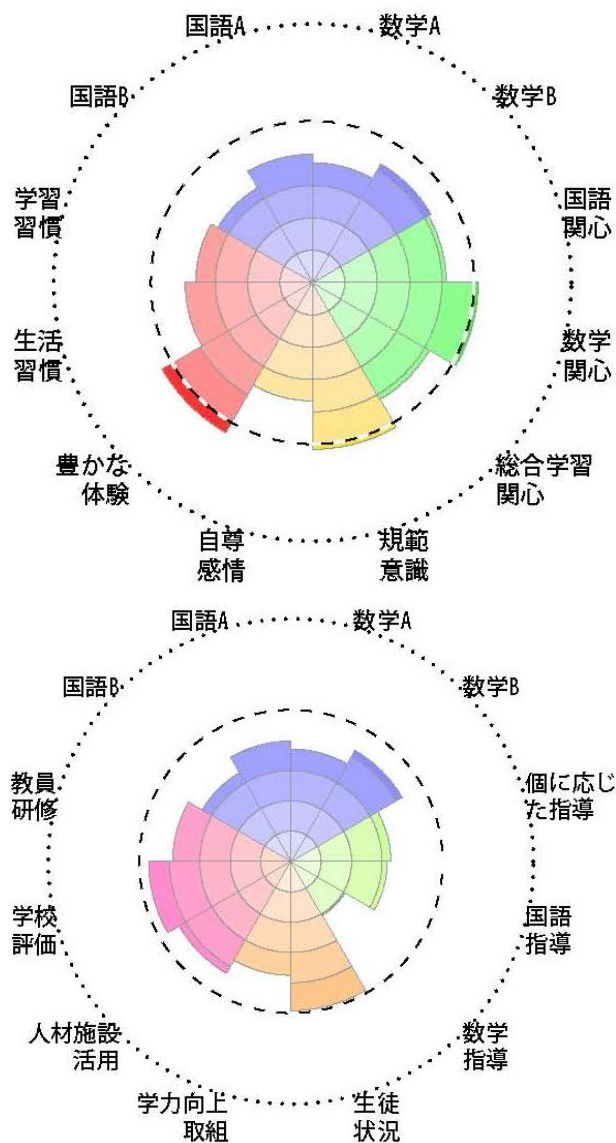 国語A
数学A
国語B
数学B
学習
習慣
国語
関心
生活
習慣
数学
関心
豊かな
体験
総合学習
関心
自尊
感情
規範
意識
国語A
数学A
国語B
数学B
教員
研修
個に応じ
た指導
学校
評価
国語
指導
人材施設
活用
数学
指導
学力向上
取組
生徒
状況